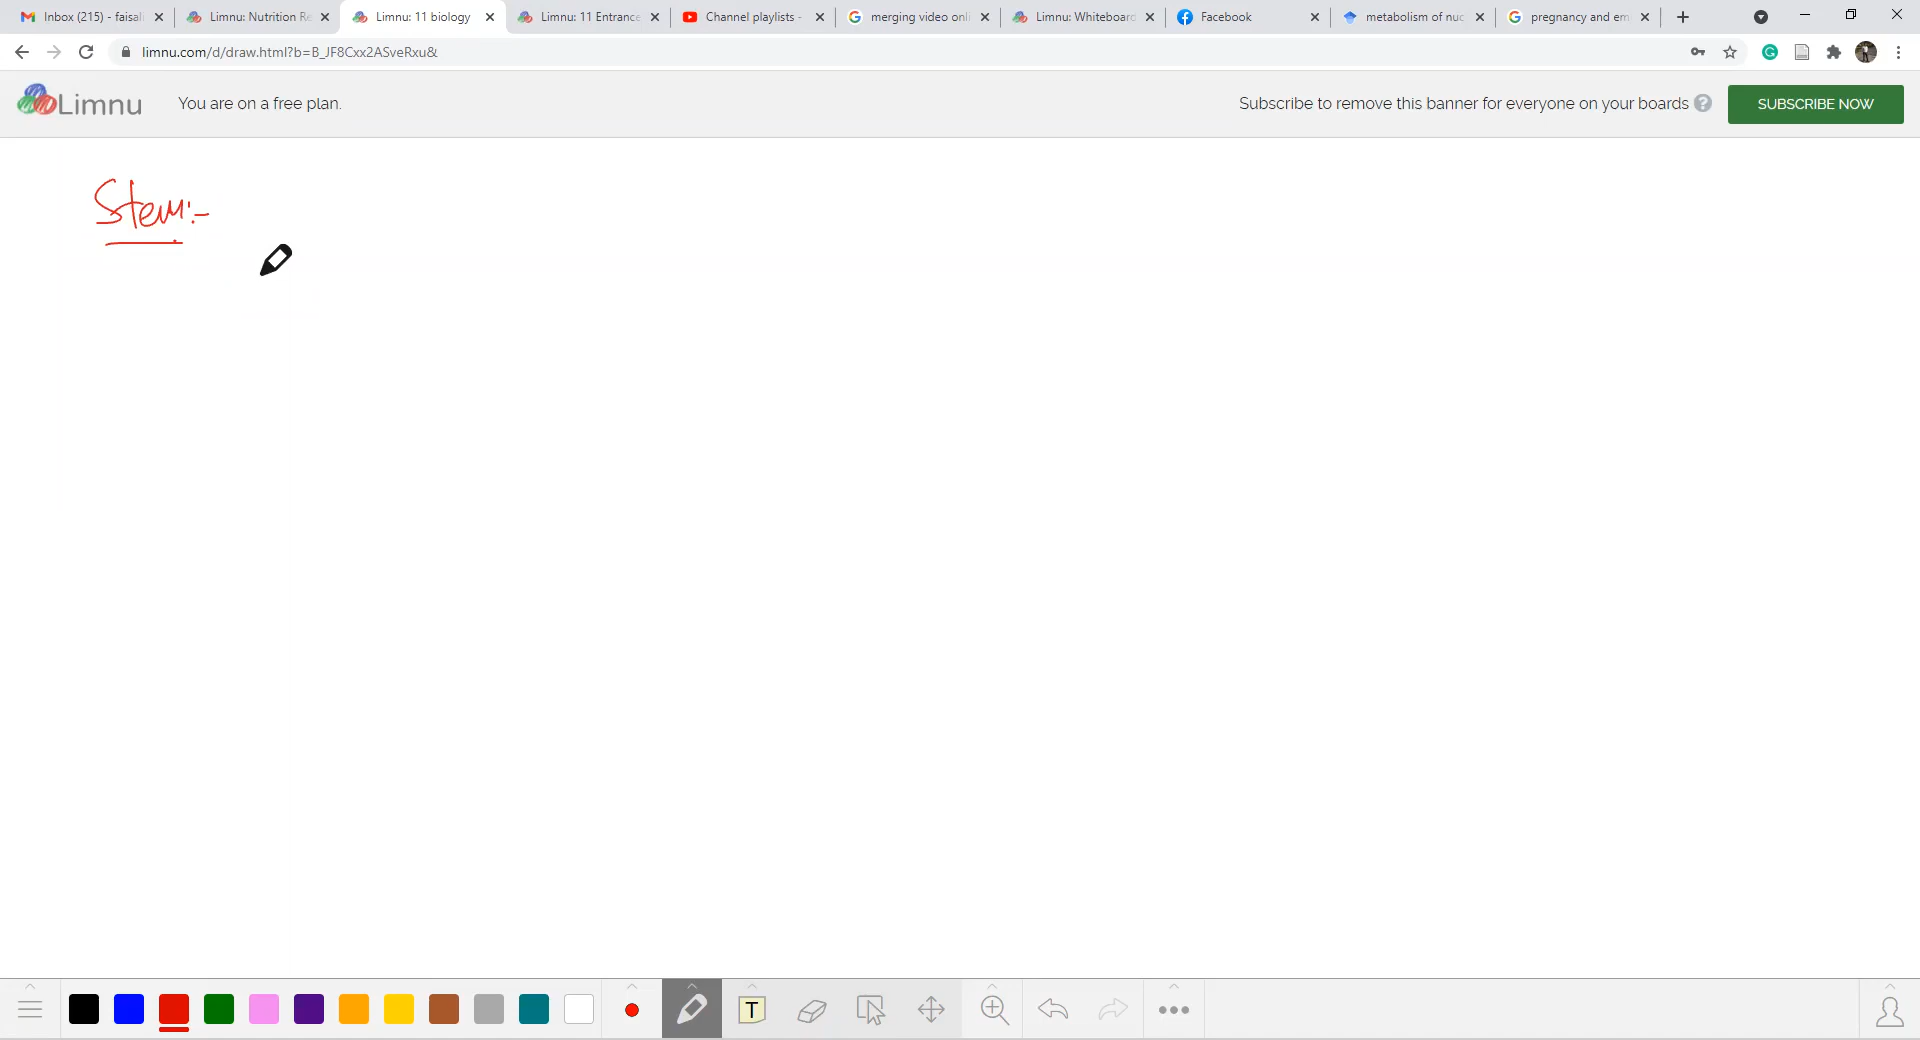 Inbox (215) - faisal
Limnu: Nutrition Re
Limnu: 11 biology
Limnu: 11 Entrance
Channel playlists -
merging video onli
Limnu: Whiteboard
Facebook
metabolism of nuc
pregnancy and em
limnu.com/d/draw.html?b=B_JF8Cxx2ASveRxu&
Limnu
You are on a free plan.
Subscribe to remove this banner for everyone on your boards ?
SUBSCRIBE NOW
Stem:-
T